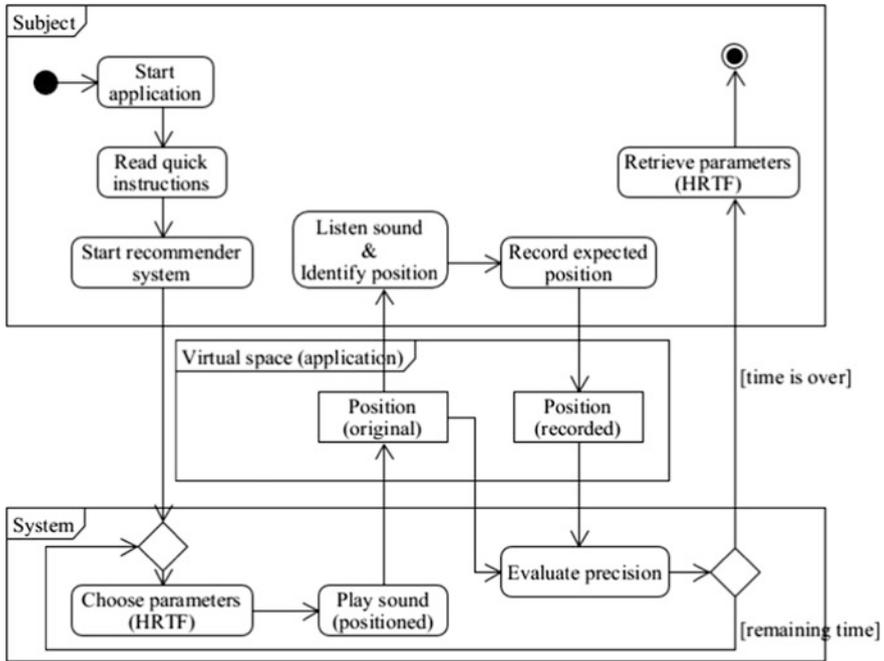 Subject
Start
application
Read quick
instructions
Start recommender
system
Listen sound
&
Identify position
Record expected
position
Retrieve parameters
(HRTF)
Virtual space (application)
Position
(original)
Position
(recorded)
[time is over]
System
Choose parameters
(HRTF)
Play sound
(positioned)
Evaluate precision
[remaining time]